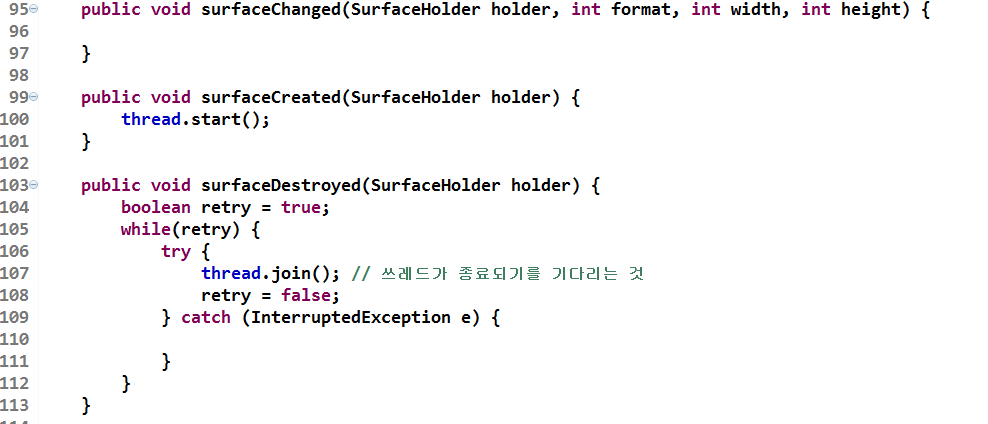 95 public void surfaceChanged(SurfaceHolder holder, int format, int width, int height) {
96
97 }
98
99 public void surfaceCreated(SurfaceHolder holder) {
100 thread.start();
101 }
102
103 public void surfaceDestroyed(SurfaceHolder holder) {
104 boolean retry = true;
105 while(retry) {
106 try {
107 thread.join(); // 쓰레드가 종료되기를 기다리는 것
108 retry = false;
109 } catch (InterruptedException e) {
110
111 }
112 }
113 }